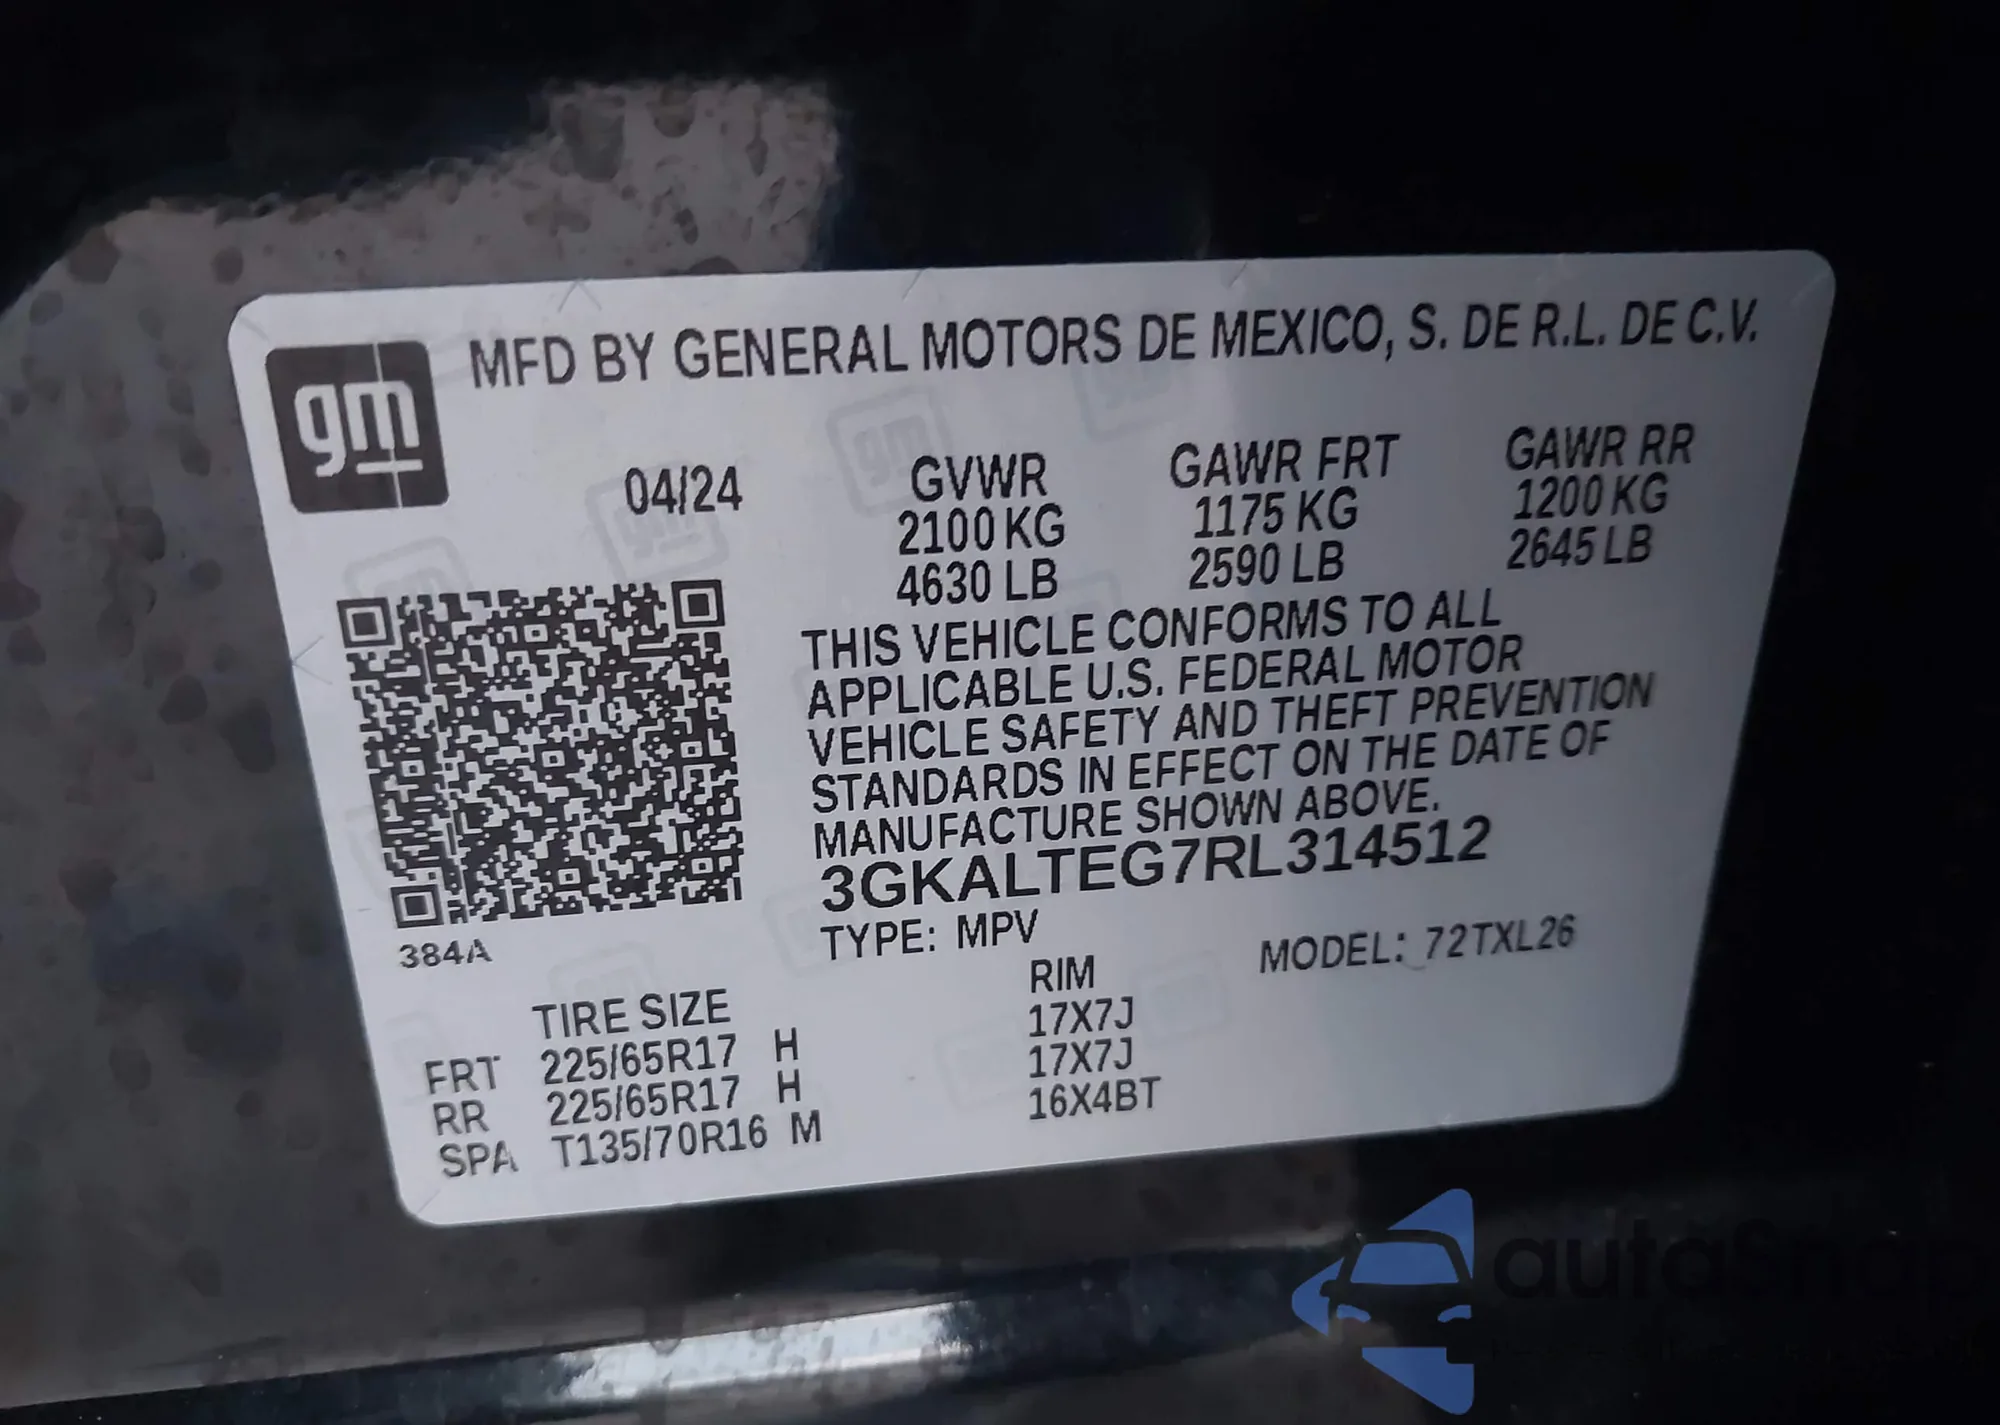 gm
MFD BY GENERAL MOTORS DE MEXICO, S. DE R.L. DE C.V.
04/24
GVWR GAWR FRT GAWR RR
2100 KG 1175 KG 1200 KG
4630 LB 2590 LB 2645 LB
THIS VEHICLE CONFORMS TO ALL
APPLICABLE U.S. FEDERAL MOTOR
VEHICLE SAFETY AND THEFT PREVENTION
STANDARDS IN EFFECT ON THE DATE OF
MANUFACTURE SHOWN ABOVE.
3GKALTEG7RL314512
384A
TYPE: MPV MODEL: 72TXL26
TIRE SIZE RIM
FRT 225/65R17 H 17X7J
RR 225/65R17 H 17X7J
SPA T135/70R16 M 16X4BT